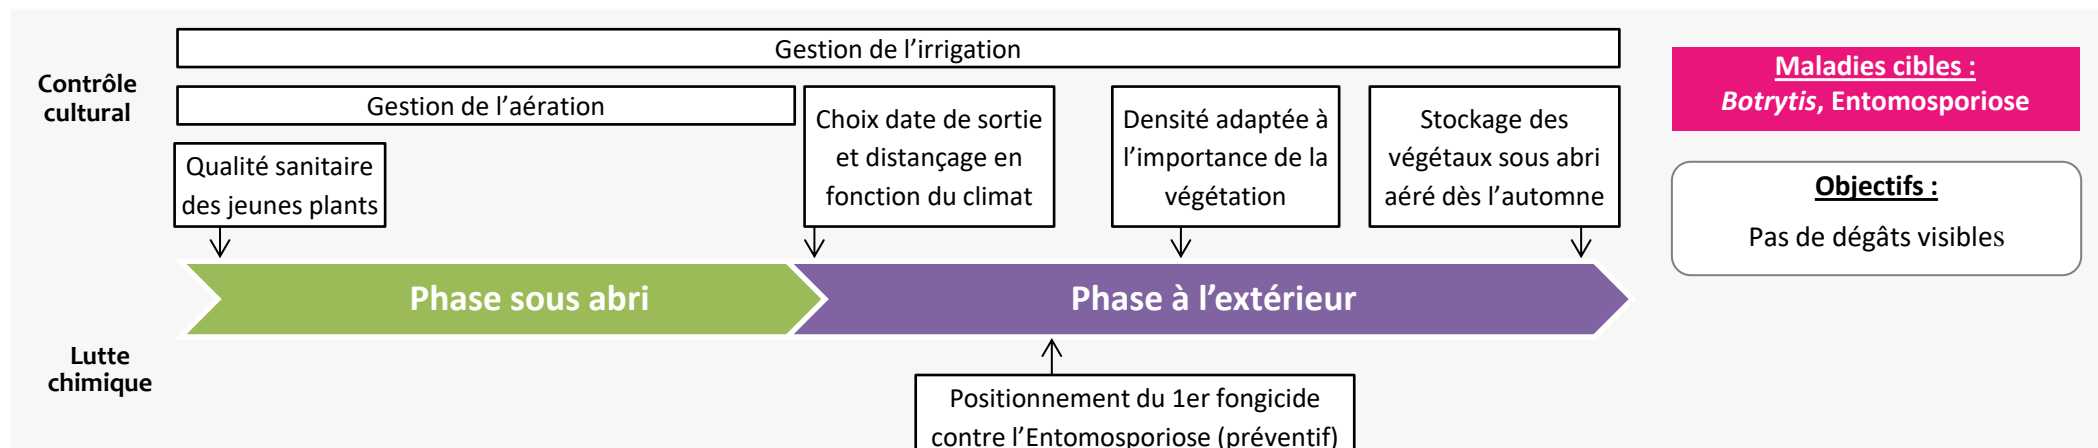 Gestion de l’irrigation
Contrôle
cultural
Gestion de l’aération
Qualité sanitaire
des jeunes plants
Choix date de sortie
et distançage en
fonction du climat
Densité adaptée à
l’importance de la
végétation
Stockage des
végétaux sous abri
aéré dès l’automne
Maladies cibles :
Botrytis, Entomosporiose
Objectifs :
Pas de dégâts visibles
Phase sous abri
Phase à l’extérieur
Lutte
chimique
Positionnement du 1er fongicide
contre l’Entomosporiose (préventif)